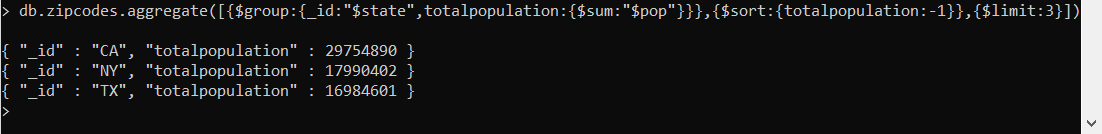 > db.zipcodes.aggregate([{$group:{_id:"$state",totalpopulation:{$sum:"$pop"}}},{$sort:{totalpopulation:-1}},{$limit:3}])
{ "_id" : "CA", "totalpopulation" : 29754890 }
{ "_id" : "NY", "totalpopulation" : 17990402 }
{ "_id" : "TX", "totalpopulation" : 16984601 }
>